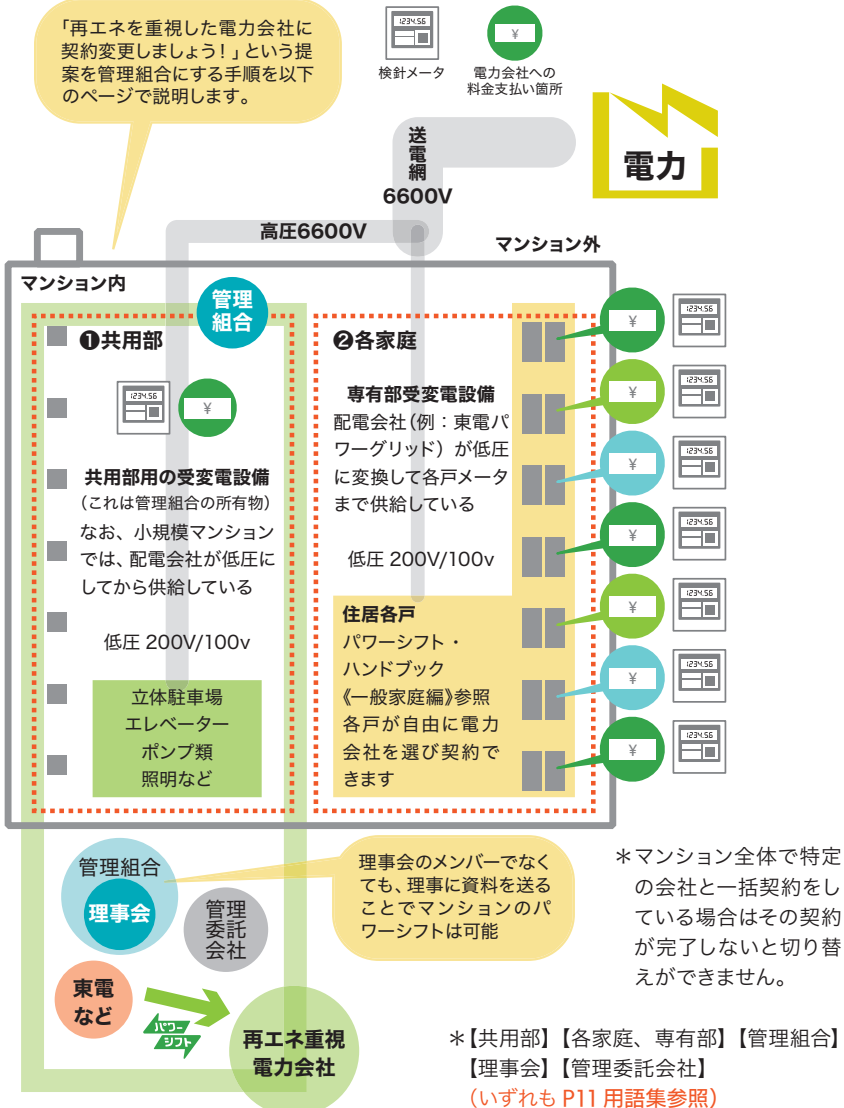 「再エネを重視した電力会社に
契約変更しましょう！」という提
案を管理組合にする手順を以下
のページで説明します。
1234.56
¥
検針メータ
電力会社への
料金支払い箇所
送電網
6600V
電力
高圧6600V
マンション外
マンション内
管理
組合
❶共用部
1234.56
¥
共用部用の受変電設備
（これは管理組合の所有物）
なお、小規模マンション
では、配電会社が低圧に
してから供給している
低圧 200V/100v
立体駐車場
エレベーター
ポンプ類
照明など
❷各家庭
専有部受変電設備
配電会社（例：東電パ
ワーグリッド）が低圧
に変換して各戸メータ
まで供給している
低圧 200V/100v
住居各戸
パワーシフト・
ハンドブック
《一般家庭編》参照
各戸が自由に電力
会社を選び契約で
きます
¥
1234.56
¥
1234.56
¥
1234.56
¥
1234.56
¥
1234.56
¥
1234.56
¥
1234.56
管理組合
理事会
管理
委託
会社
理事会のメンバーでなく
ても、理事に資料を送る
ことでマンションのパ
ワーシフトは可能
東電
など
パワー
シフト
再エネ重視
電力会社
＊マンション全体で特定
の会社と一括契約をし
ている場合はその契約
が完了しないと切り替
えができません。
＊【共用部】【各家庭、専有部】【管理組合】
【理事会】【管理委託会社】
（いずれも P11 用語集参照）